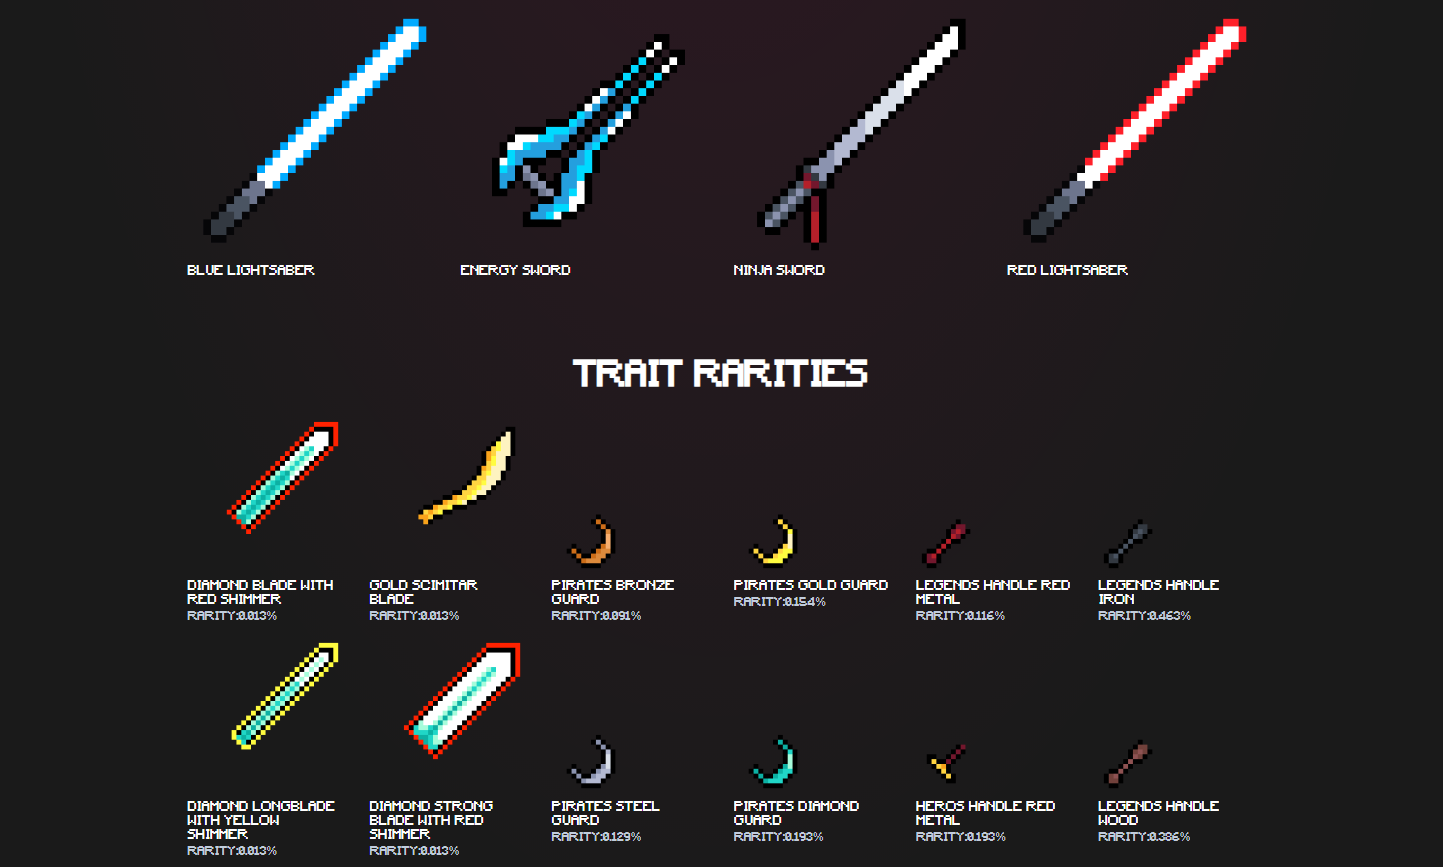 BLUE LIGHTSABER
ENERGY SWORD
NINJA SWORD
RED LIGHTSABER
TRAIT RARITIES
DIAMOND BLADE WITH
RED SHIMMER
RARITY:0.013%
GOLD SCIMITAR
BLADE
RARITY:0.013%
PIRATES BRONZE
GUARD
RARITY:0.091%
PIRATES GOLD GUARD
RARITY:0.154%
LEGENDS HANDLE RED
METAL
RARITY:0.116%
LEGENDS HANDLE
IRON
RARITY:0.463%
DIAMOND LONGBLADE
WITH YELLOW
SHIMMER
RARITY:0.013%
DIAMOND STRONG
BLADE WITH RED
SHIMMER
RARITY:0.013%
PIRATES STEEL
GUARD
RARITY:0.129%
PIRATES DIAMOND
GUARD
RARITY:0.193%
HEROS HANDLE RED
METAL
RARITY:0.193%
LEGENDS HANDLE
WOOD
RARITY:0.386%